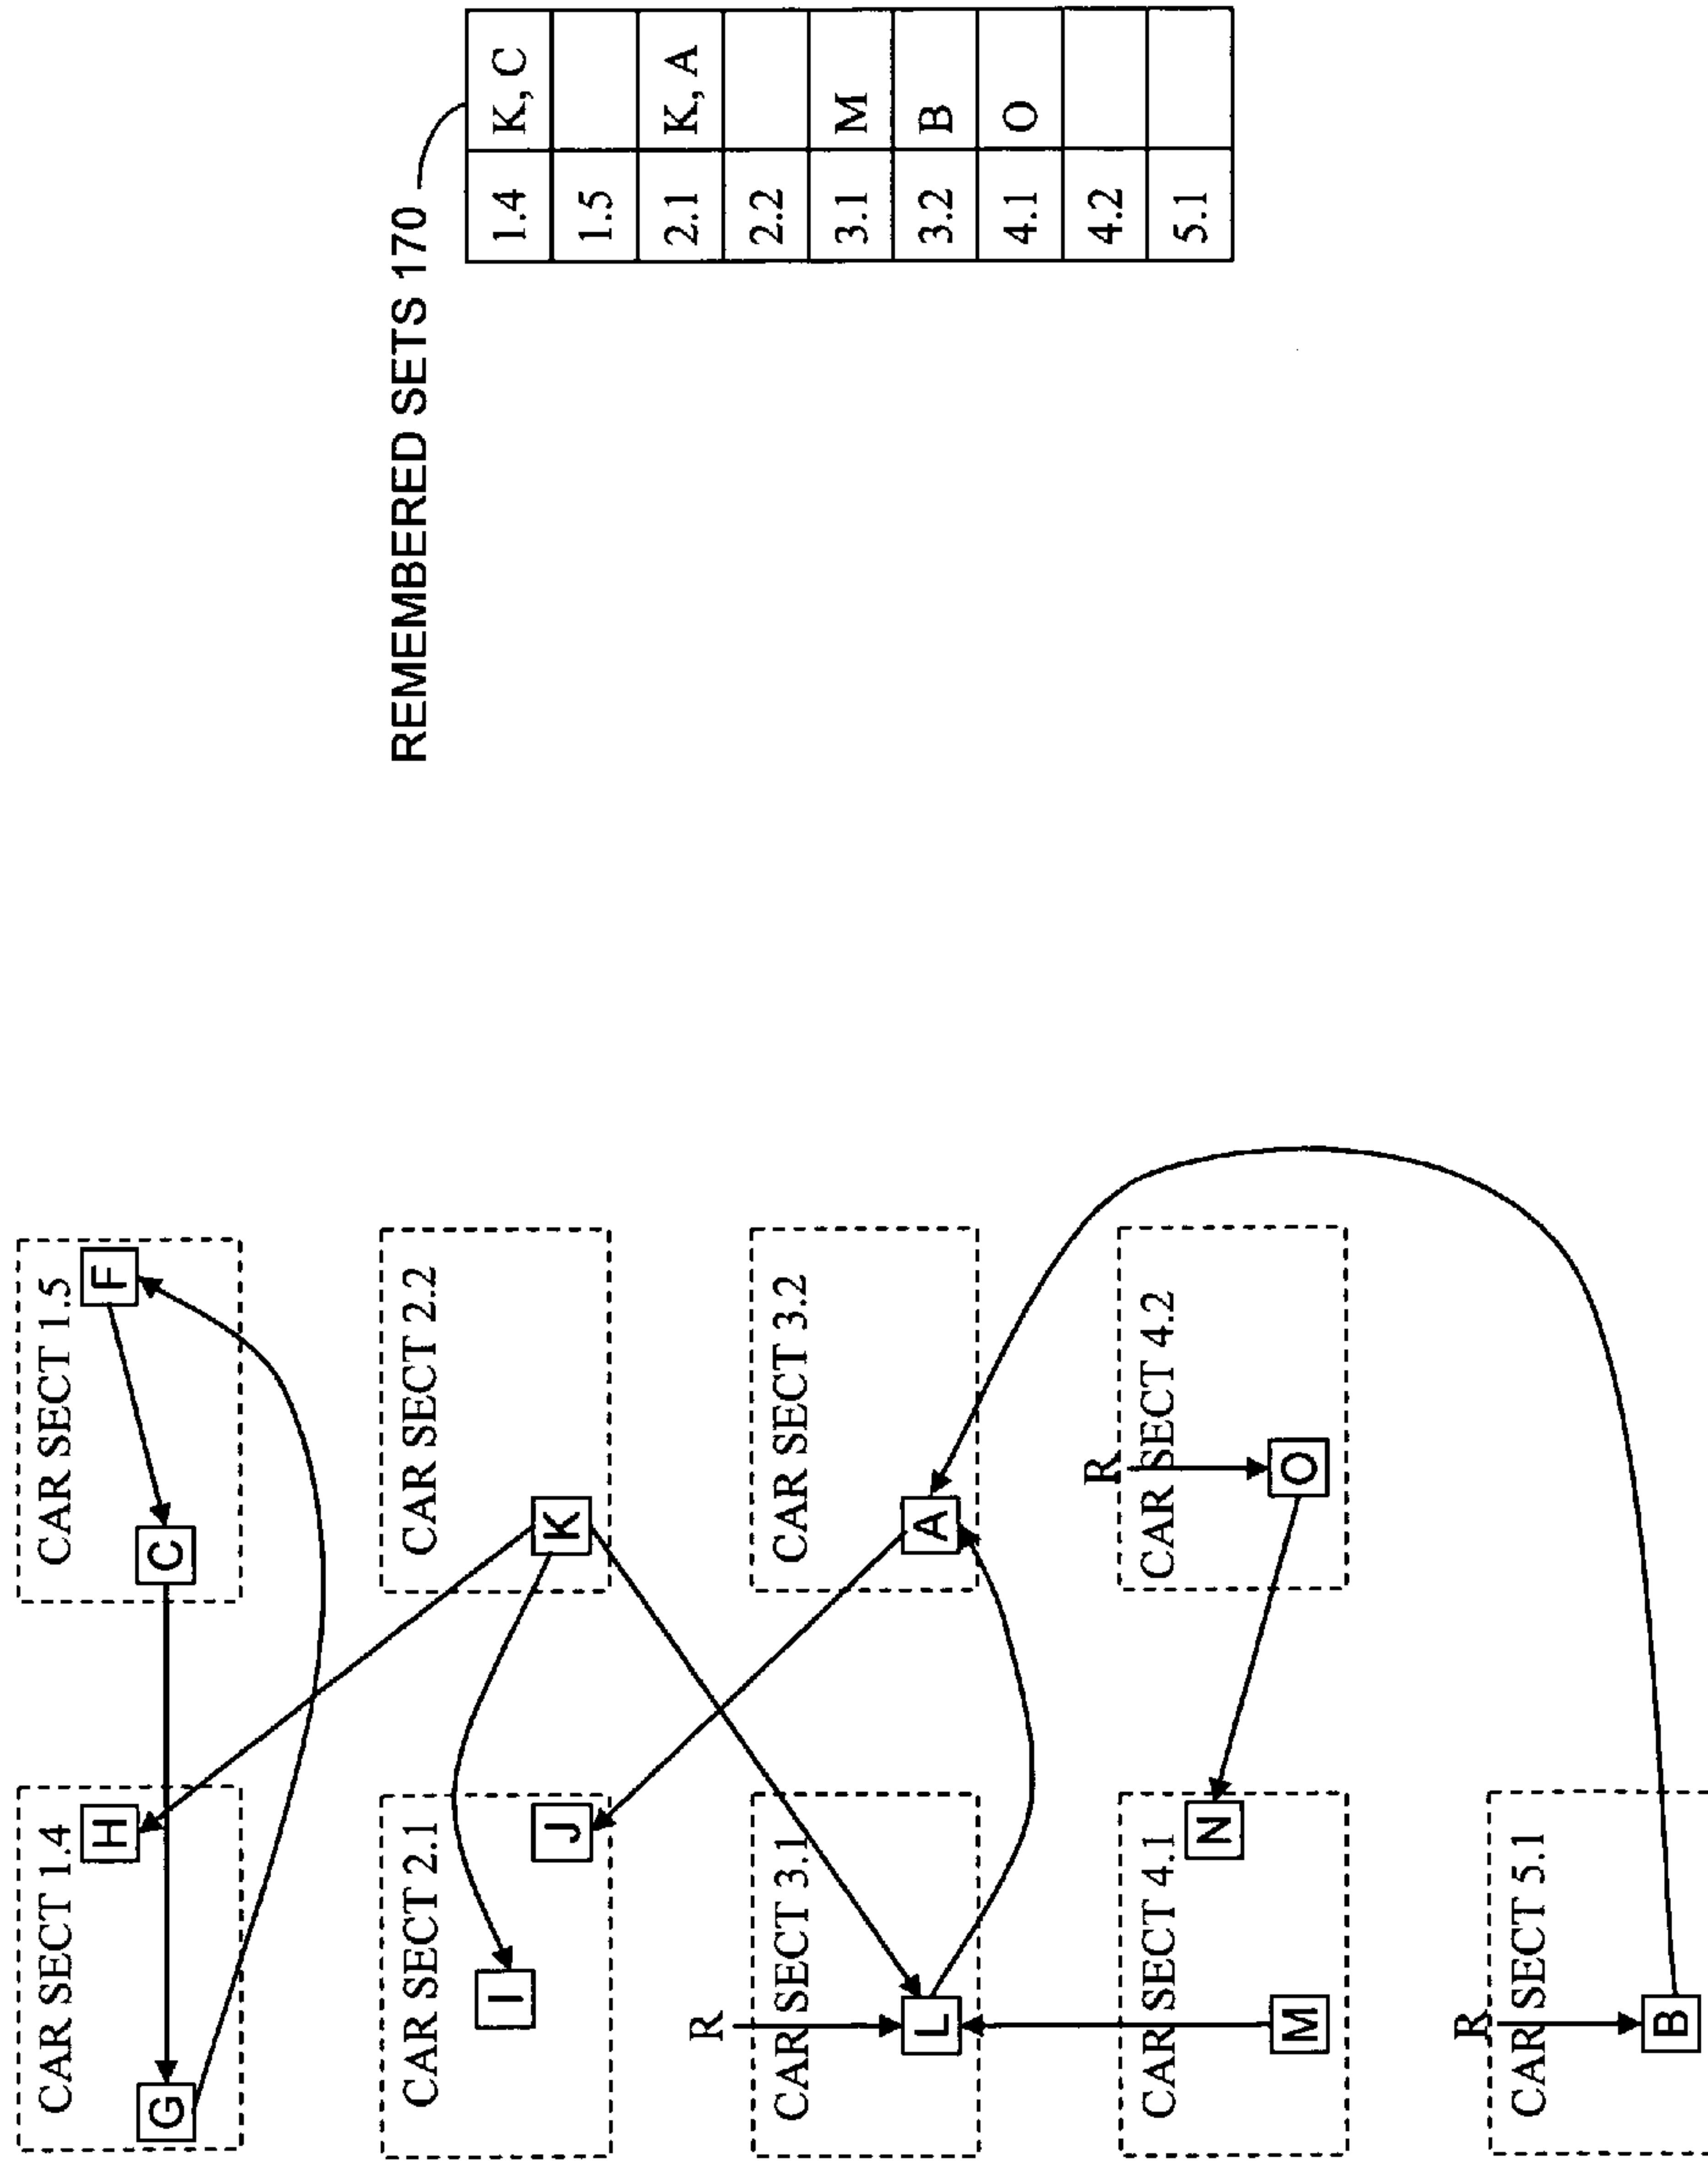 CAR SECT 1.4
H
G
CAR SECT 1.5
F
C
CAR SECT 2.1
I
J
CAR SECT 2.2
K
R
CAR SECT 3.1
L
CAR SECT 3.2
A
CAR SECT 4.1
N
M
R
CAR SECT 4.2
O
R
CAR SECT 5.1
B
REMEMBERED SETS 170
1.4 K, C
1.5
2.1 K, A
2.2
3.1 M
3.2 B
4.1 O
4.2
5.1